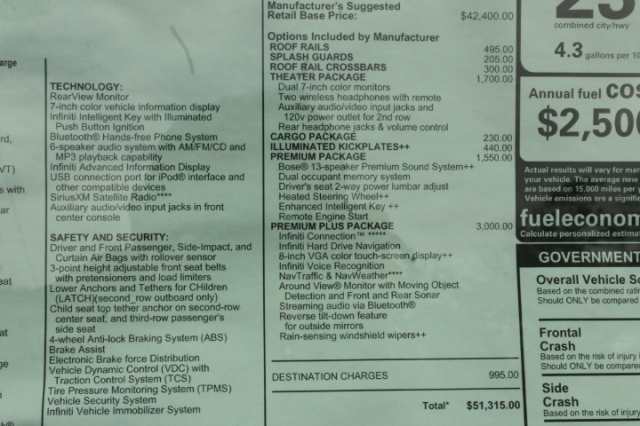 arge
rd,
VT)
s with
ar
at
at
ge
r
k®
TECHNOLOGY:
RearView Monitor
7-inch color vehicle information display
Infiniti Intelligent Key with Illuminated
Push Button Ignition
Bluetooth® Hands-free Phone System
6-speaker audio system with AM/FM/CD and
MP3 playback capability
Infiniti Advanced Information Display
USB connection port for iPod® interface and
other compatible devices
SiriusXM Satellite Radio****
Auxiliary audio/video input jacks in front
center console
SAFETY AND SECURITY:
Driver and Front Passenger, Side-Impact, and
Curtain Air Bags with rollover sensor
3-point height adjustable front seat belts
with pretensioners and load limiters
Lower Anchors and Tethers for CHildren
(LATCH)(second_row outboard only)
Child seat top tether anchor on second-row
center seat, and third-row passenger's
side seat
4-wheel Anti-lock Braking System (ABS)
Brake Assist
Electronic Brake force Distribution
Vehicle Dynamic Control (VDC) with
Traction Control System (TCS)
Tire Pressure Monitoring System (TPMS)
Vehicle Security System
Infiniti Vehicle Immobilizer System
Manufacturer's Suggested
Retail Base Price: $42,400.00
Options Included by Manufacturer
ROOF RAILS 495.00
SPLASH GUARDS 205.00
ROOF RAIL CROSSBARS 300.00
THEATER PACKAGE 1,700.00
Dual 7-inch color monitors
Two wireless headphones with remote
Auxiliary audio/video input jacks and
120v power outlet for 2nd row
Rear headphone jacks & volume control
CARGO PACKAGE 230.00
ILLUMINATED KICKPLATES++ 440.00
PREMIUM PACKAGE 1,550.00
Bose® 13-speaker Premium Sound System++
Dual occupant memory system
Driver's seat 2-way power lumbar adjust
Heated Steering Wheel++
Enhanced Intelligent Key ++
Remote Engine Start
PREMIUM PLUS PACKAGE 3,000.00
Infiniti Connection™ *****
Infiniti Hard Drive Navigation
8-inch VGA color touch-screen display++
Infiniti Voice Recognition
NavTraffic & NavWeather****
Around View® Monitor with Moving Object
Detection and Front and Rear Sonar
Streaming audio via Bluetooth®
Reverse tilt-down feature
for outside mirrors
Rain-sensing windshield wipers++
DESTINATION CHARGES 995.00
Total* $51,315.00
combined city/hwy
4.3 gallons per 10
Annual fuel COS
$2,50
Actual results will vary for man
your vehicle. The average new
are based on 15,000 miles per
Vehicle emissions are a signific
fueleconom
Calculate personalized estimat
GOVERNMENT
Overall Vehicle Sc
Based on the combined rati
Should ONLY be compared
Frontal
Crash
Based on the risk of injury
Should ONLY be compare
Side
Crash
Based on the risk of injury